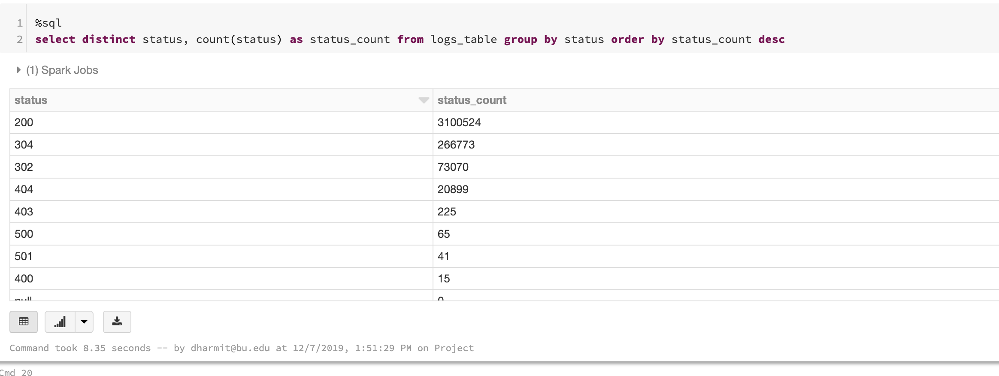 1 %sql
2 select distinct status, count(status) as status_count from logs_table group by status order by status_count desc
(1) Spark Jobs
status status_count
200 3100524
304 266773
302 73070
404 20899
403 225
500 65
501 41
400 15
null 0
Command took 8.35 seconds -- by dharmit@bu.edu at 12/7/2019, 1:51:29 PM on Project
Cmd 20